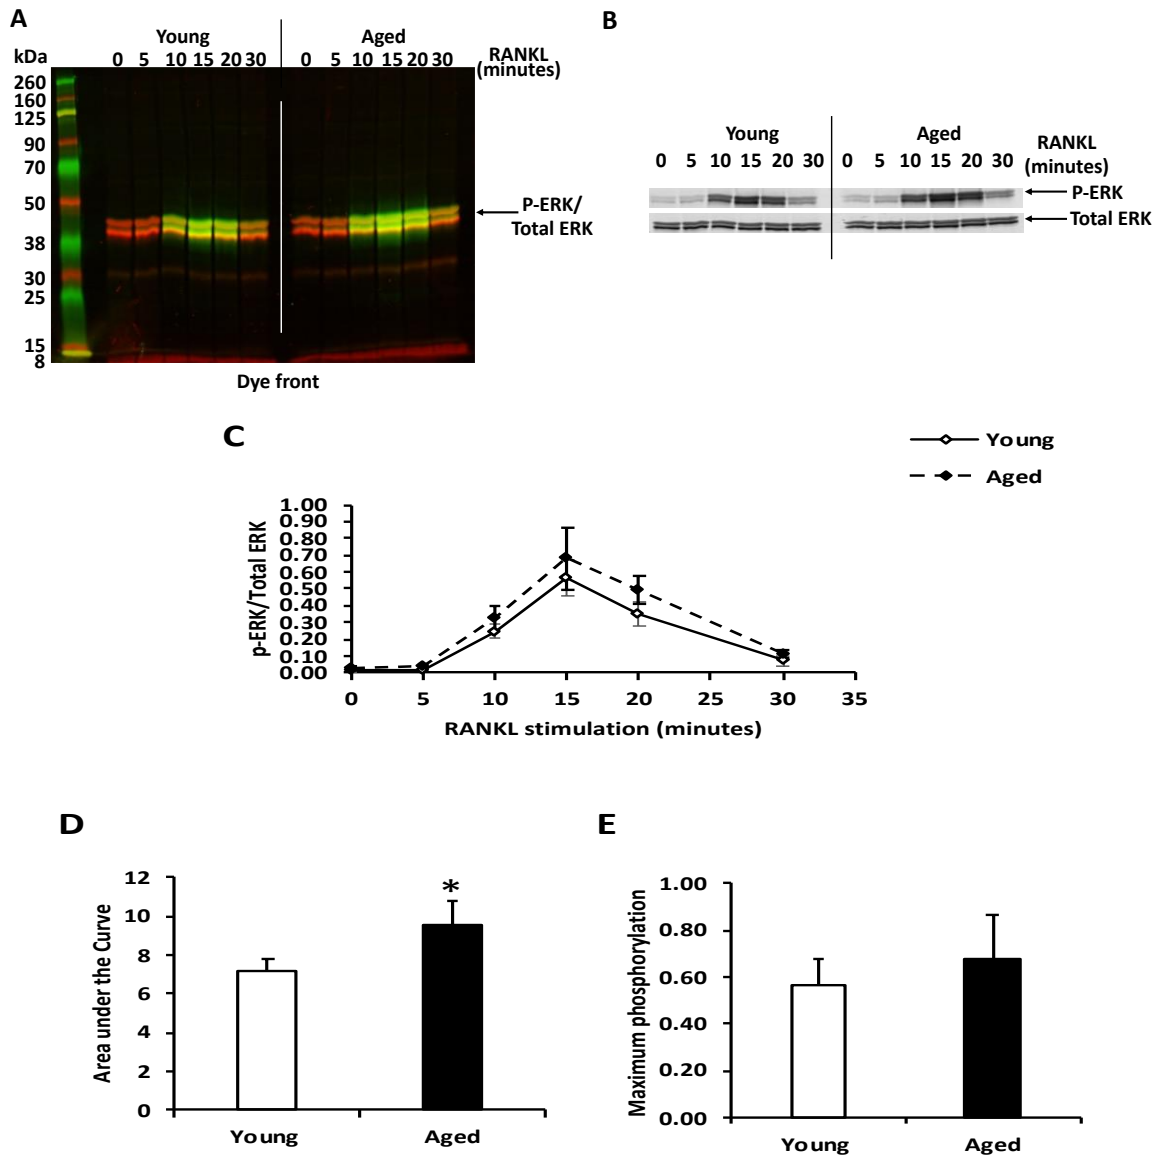 A
Young Aged
kDa 0 5 10 15 20 30 0 5 10 15 20 30 RANKL
(minutes)
260
160
125
90
70
50
38
30
25
15
8
P-ERK/
Total ERK
Dye front
B
Young Aged
0 5 10 15 20 30 0 5 10 15 20 30 RANKL
(minutes)
P-ERK
Total ERK
C
Young
Aged
p-ERK/Total ERK
1.00
0.90
0.80
0.70
0.60
0.50
0.40
0.30
0.20
0.10
0.00
0 5 10 15 20 25 30 35
RANKL stimulation (minutes)
D
Area under the Curve
12
10
8
6
4
2
0
*
Young Aged
E
Maximum phosphorylation
1.00
0.80
0.60
0.40
0.20
0.00
Young Aged